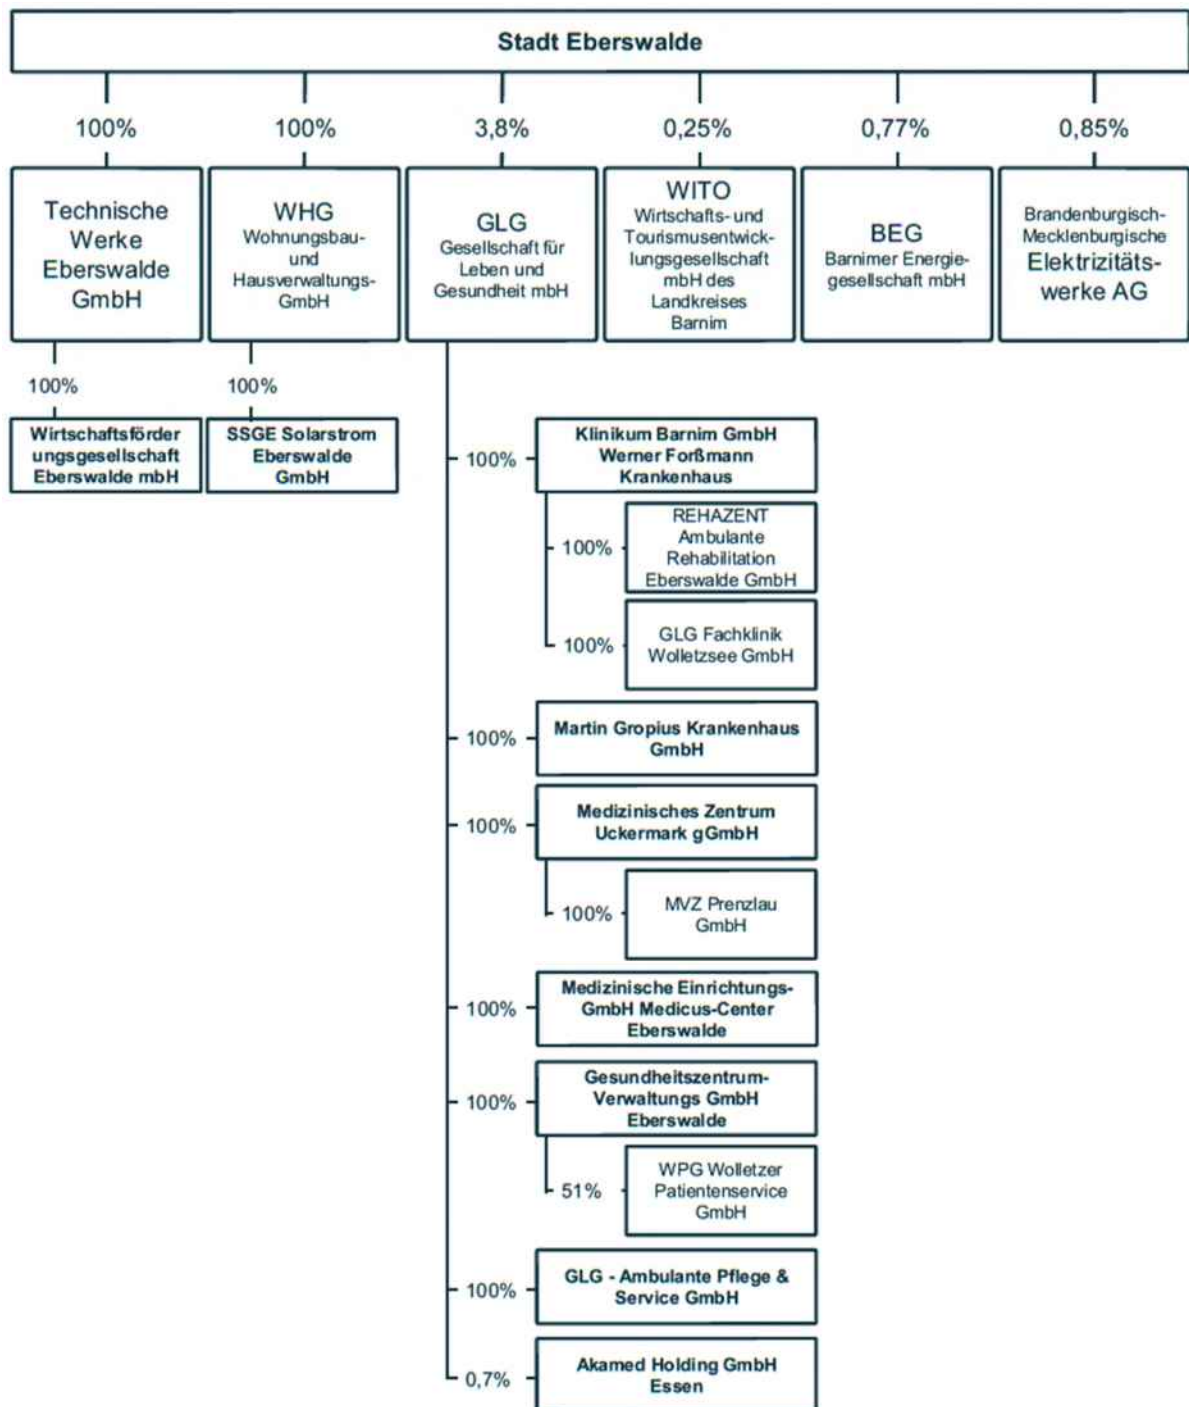 Stadt Eberswalde
100%
100%
3,8%
0,25%
0,77%
0,85%
Technische
Werke
Eberswalde
GmbH
WHG
Wohnungsbau-
und
Hausverwaltungs-
GmbH
GLG
Gesellschaft für
Leben und
Gesundheit mbH
WITO
Wirtschafts- und
Tourismusentwick-
lungsgesellschaft
mbH des
Landkreises
Barnim
BEG
Barnimer Energie-
gesellschaft mbH
Brandenburgisch-
Mecklenburgische
Elektrizitäts-
werke AG
100%
100%
Wirtschaftsförder
ungsgesellschaft
Eberswalde mbH
SSGE Solarstrom
Eberswalde
GmbH
100%
Klinikum Barnim GmbH
Werner Forßmann
Krankenhaus
100%
REHAZENT
Ambulante
Rehabilitation
Eberswalde GmbH
100%
GLG Fachklinik
Wolletzsee GmbH
100%
Martin Gropius Krankenhaus
GmbH
100%
Medizinisches Zentrum
Uckermark gGmbH
100%
MVZ Prenzlau
GmbH
100%
Medizinische Einrichtungs-
GmbH Medicus-Center
Eberswalde
100%
Gesundheitszentrum-
Verwaltungs GmbH
Eberswalde
51%
WPG Wolletzer
Patientenservice
GmbH
100%
GLG - Ambulante Pflege &
Service GmbH
0,7%
Akamed Holding GmbH
Essen